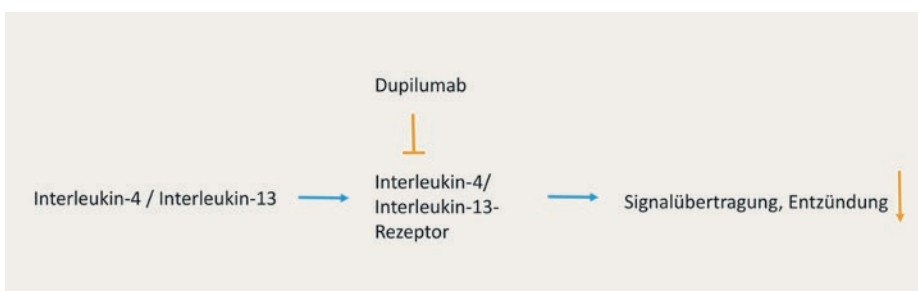 Dupilumab
Interleukin-4 / Interleukin-13
Interleukin-4/
Interleukin-13-
Rezeptor
Signalübertragung, Entzündung